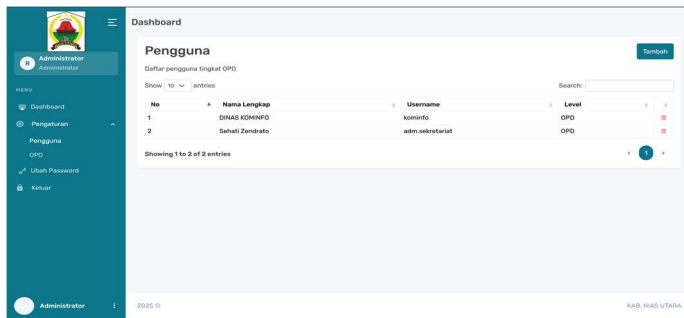 Dashboard
R
Administrator
Administrator
MENU
Dashboard
Pengaturan
Pengguna
OPD
Ubah Password
Keluar
Administrator
Pengguna
Tambah
Daftar pengguna tingkat OPD
Show 10 entries
Search:
No Nama Lengkap Username Level
1 DINAS KOMINFO kominfo OPD
2 Sehati Zendrato adm.sekretariat OPD
Showing 1 to 2 of 2 entries
1
2025 ©
KAB. NIAS UTARA